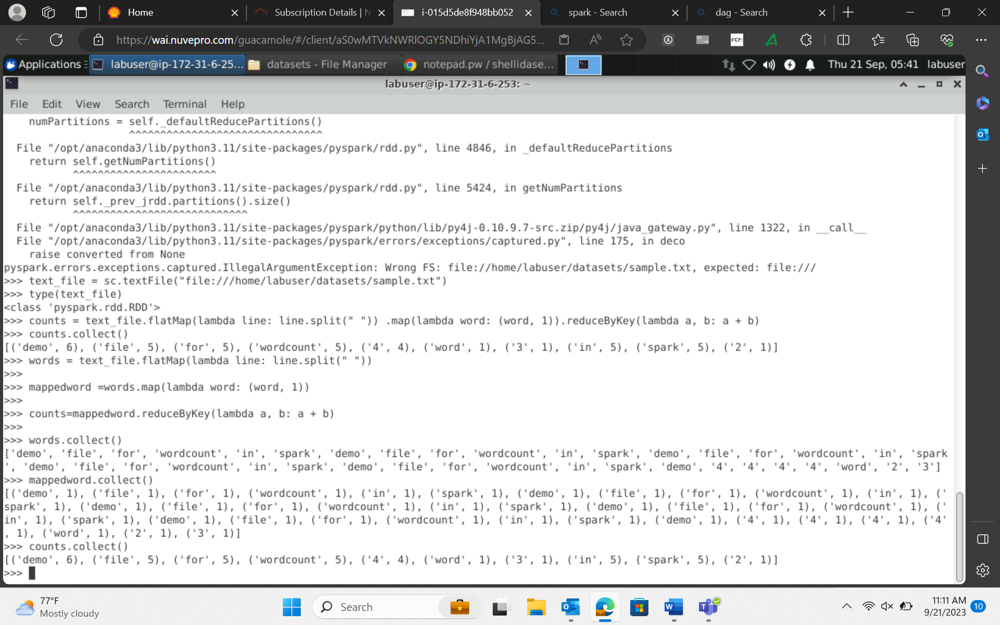 Home
Subscription Details | N
i-015d5de8f948bb052
spark - Search
dag - Search
https://wai.nuvepro.com/guacamole/#/client/aS0wMTVkNWRlOGY5NDhiYjA1MgBjAG5...
FCM
Applications
labuser@ip-172-31-6-25...
datasets - File Manager
notepad.pw / shellidase...
Thu 21 Sep, 05:41 labuser
labuser@ip-172-31-6-253: ~
File Edit View Search Terminal Help
numPartitions = self._defaultReducePartitions()
^^^^^^^^^^^^^^^^^^^^^^^^^^^^^^^
File "/opt/anaconda3/lib/python3.11/site-packages/pyspark/rdd.py", line 4846, in _defaultReducePartitions
return self.getNumPartitions()
^^^^^^^^^^^^^^^^^^^^^^^
File "/opt/anaconda3/lib/python3.11/site-packages/pyspark/rdd.py", line 5424, in getNumPartitions
return self._prev_jrdd.partitions().size()
^^^^^^^^^^^^^^^^^^^^^^^^^^^^
File "/opt/anaconda3/lib/python3.11/site-packages/pyspark/python/lib/py4j-0.10.9.7-src.zip/py4j/java_gateway.py", line 1322, in __call__
File "/opt/anaconda3/lib/python3.11/site-packages/pyspark/errors/exceptions/captured.py", line 175, in deco
raise converted from None
pyspark.errors.exceptions.captured.IllegalArgumentException: Wrong FS: file://home/labuser/datasets/sample.txt, expected: file:///
>>> text_file = sc.textFile("file:///home/labuser/datasets/sample.txt")
>>> type(text_file)
<class 'pyspark.rdd.RDD'>
>>> counts = text_file.flatMap(lambda line: line.split(" ")) .map(lambda word: (word, 1)).reduceByKey(lambda a, b: a + b)
>>> counts.collect()
[('demo', 6), ('file', 5), ('for', 5), ('wordcount', 5), ('4', 4), ('word', 1), ('3', 1), ('in', 5), ('spark', 5), ('2', 1)]
>>> words = text_file.flatMap(lambda line: line.split(" "))
>>>
>>> mappedword =words.map(lambda word: (word, 1))
>>>
>>> counts=mappedword.reduceByKey(lambda a, b: a + b)
>>>
>>> words.collect()
['demo', 'file', 'for', 'wordcount', 'in', 'spark', 'demo', 'file', 'for', 'wordcount', 'in', 'spark', 'demo', 'file', 'for', 'wordcount', 'in', 'spark
', 'demo', 'file', 'for', 'wordcount', 'in', 'spark', 'demo', 'file', 'for', 'wordcount', 'in', 'spark', 'demo', '4', '4', '4', '4', 'word', '2', '3']
>>> mappedword.collect()
[('demo', 1), ('file', 1), ('for', 1), ('wordcount', 1), ('in', 1), ('spark', 1), ('demo', 1), ('file', 1), ('for', 1), ('wordcount', 1), ('in', 1), ('
spark', 1), ('demo', 1), ('file', 1), ('for', 1), ('wordcount', 1), ('in', 1), ('spark', 1), ('demo', 1), ('file', 1), ('for', 1), ('wordcount', 1), ('
in', 1), ('spark', 1), ('demo', 1), ('file', 1), ('for', 1), ('wordcount', 1), ('in', 1), ('spark', 1), ('demo', 1), ('4', 1), ('4', 1), ('4', 1), ('4'
, 1), ('word', 1), ('2', 1), ('3', 1)]
>>> counts.collect()
[('demo', 6), ('file', 5), ('for', 5), ('wordcount', 5), ('4', 4), ('word', 1), ('3', 1), ('in', 5), ('spark', 5), ('2', 1)]
>>>
77°F
Mostly cloudy
Search
11:11 AM
9/21/2023
10